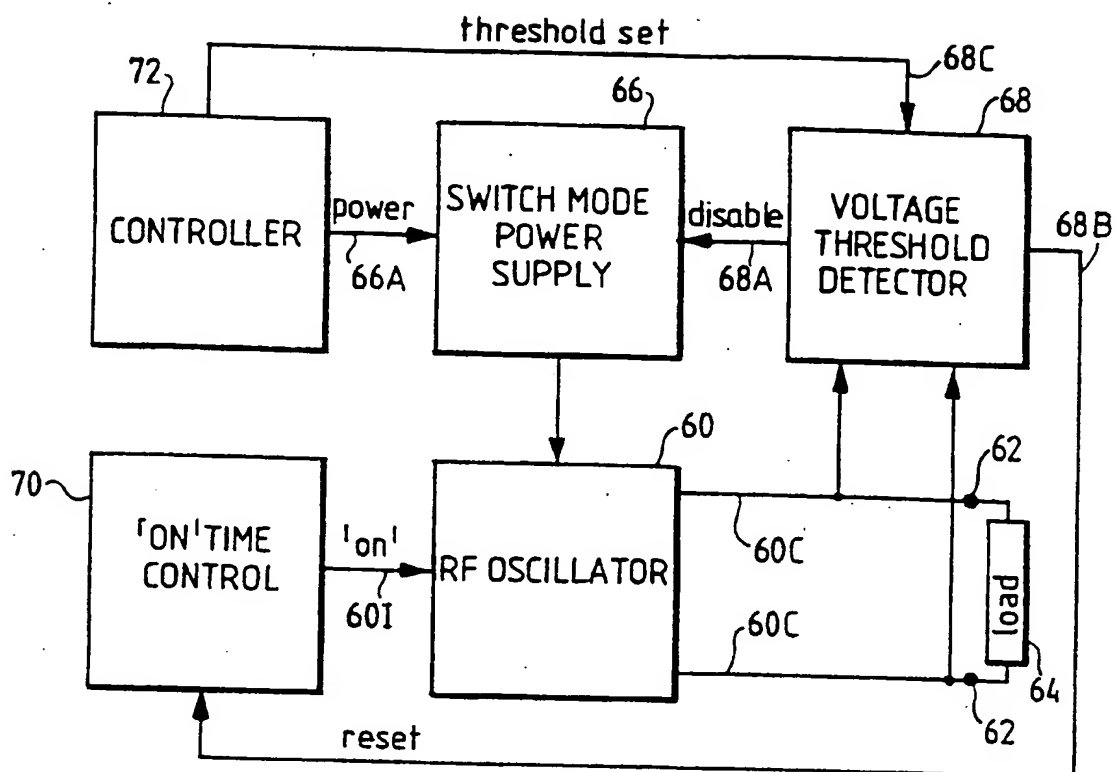 threshold set
68C
72
66
68
CONTROLLER
power
66A
SWITCH MODE
POWER
SUPPLY
disable
68A
VOLTAGE
THRESHOLD
DETECTOR
68B
60
62
70
'ON' TIME
CONTROL
'on'
60I
RF OSCILLATOR
60C
load
60C
64
62
reset